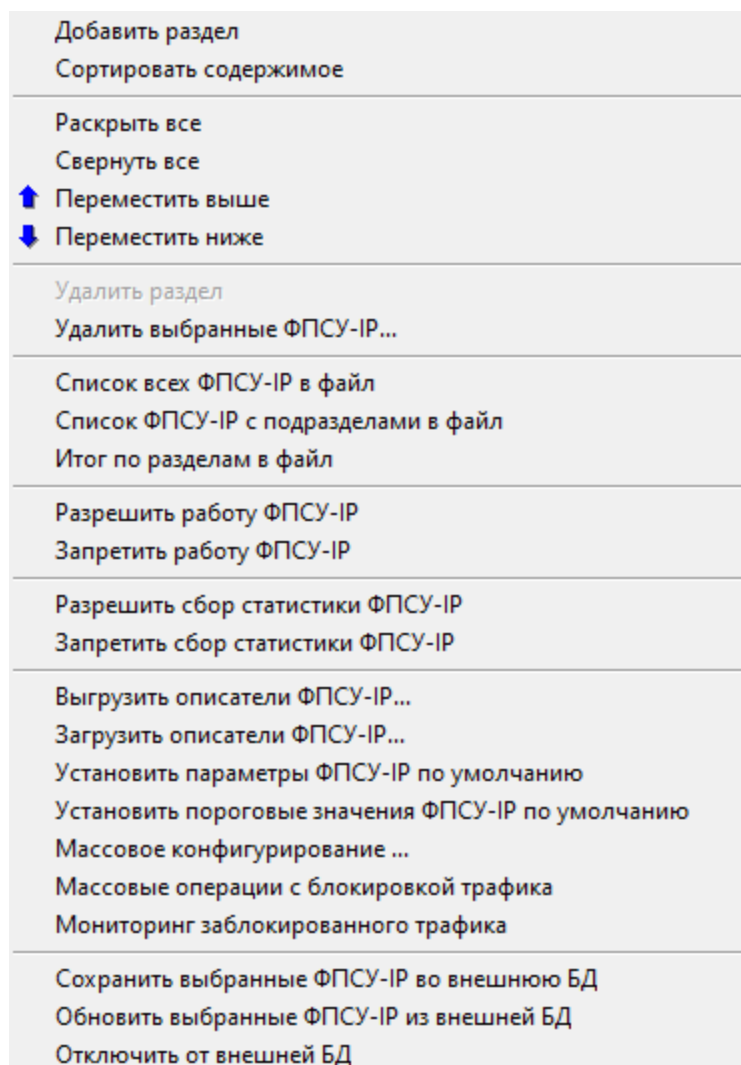 Добавить раздел
Сортировать содержимое
Раскрыть все
Свернуть все
Переместить выше
Переместить ниже
Удалить раздел
Удалить выбранные ФПСУ-IP...
Список всех ФПСУ-IP в файл
Список ФПСУ-IP с подразделами в файл
Итог по разделам в файл
Разрешить работу ФПСУ-IP
Запретить работу ФПСУ-IP
Разрешить сбор статистики ФПСУ-IP
Запретить сбор статистики ФПСУ-IP
Выгрузить описатели ФПСУ-IP...
Загрузить описатели ФПСУ-IP...
Установить параметры ФПСУ-IP по умолчанию
Установить пороговые значения ФПСУ-IP по умолчанию
Массовое конфигурирование ...
Массовые операции с блокировкой трафика
Мониторинг заблокированного трафика
Сохранить выбранные ФПСУ-IP во внешнюю БД
Обновить выбранные ФПСУ-IP из внешней БД
Отключить от внешней БД